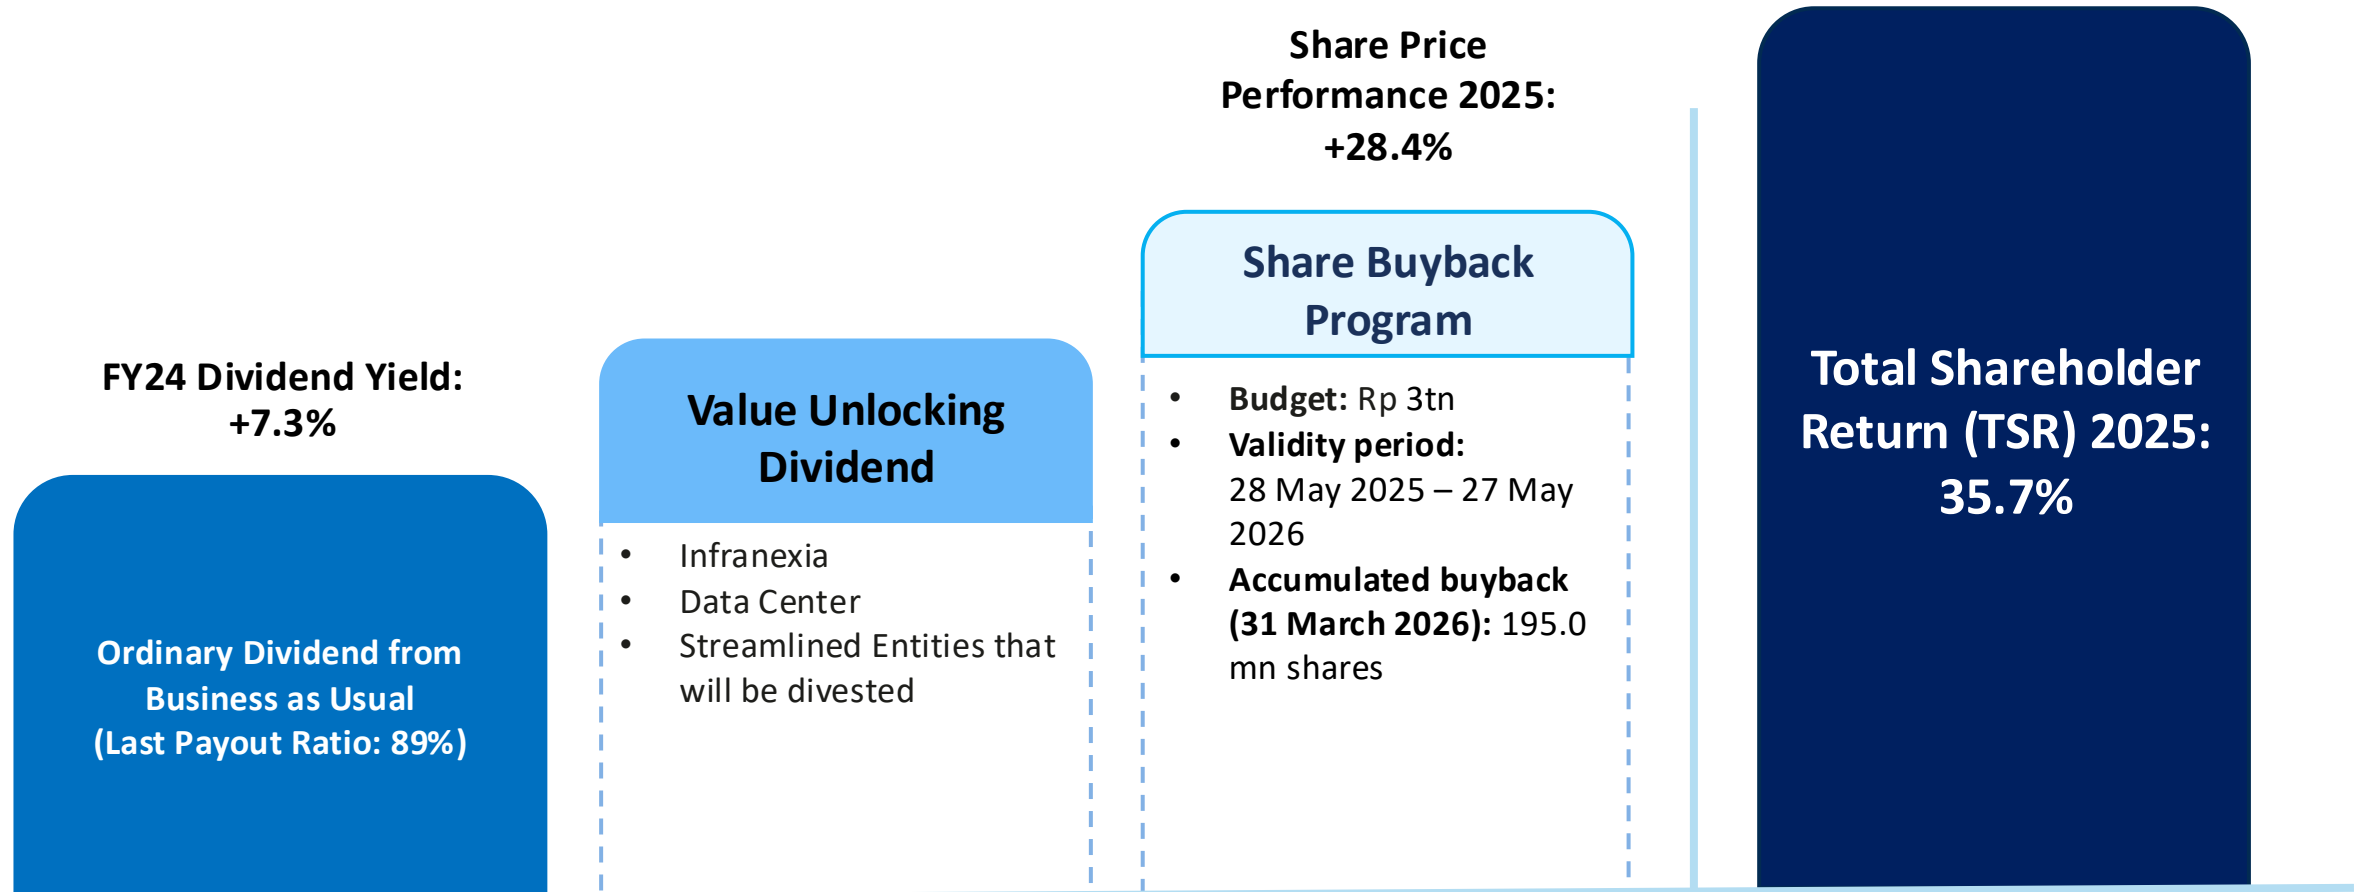 FY24 Dividend Yield:
+7.3%
Ordinary Dividend from
Business as Usual
(Last Payout Ratio: 89%)
Value Unlocking
Dividend
• Infranexia
• Data Center
• Streamlined Entities that
will be divested
Share Price
Performance 2025:
+28.4%
Share Buyback
Program
• Budget: Rp 3tn
• Validity period:
28 May 2025 – 27 May
2026
• Accumulated buyback
(31 March 2026): 195.0
mn shares
Total Shareholder
Return (TSR) 2025:
35.7%